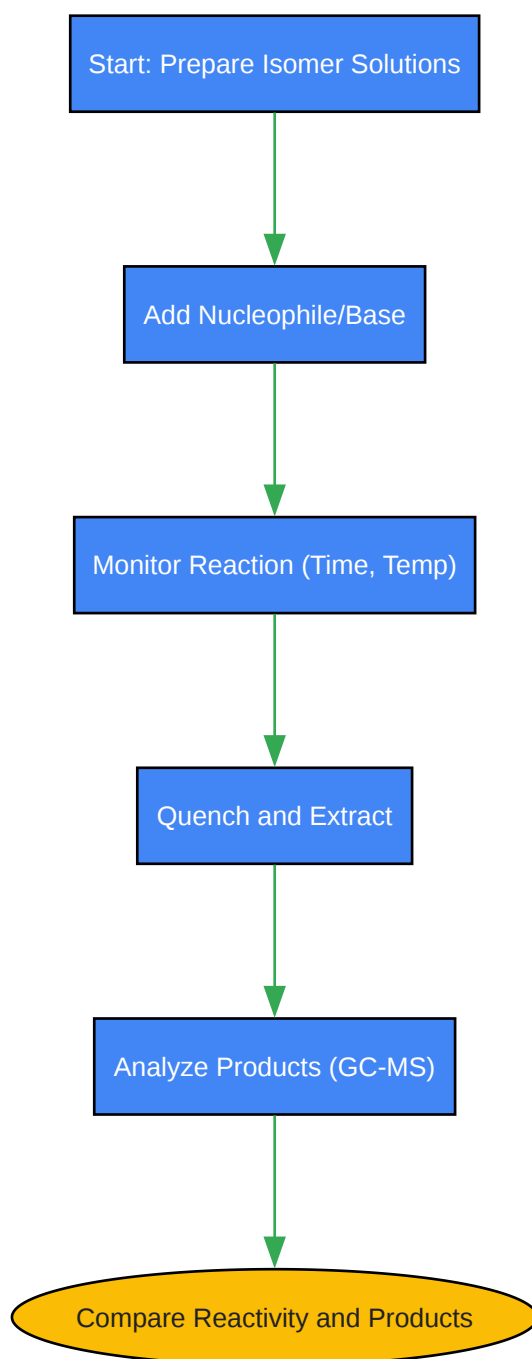 Start: Prepare Isomer Solutions
Add Nucleophile/Base
Monitor Reaction (Time, Temp)
Quench and Extract
Analyze Products (GC-MS)
Compare Reactivity and Products